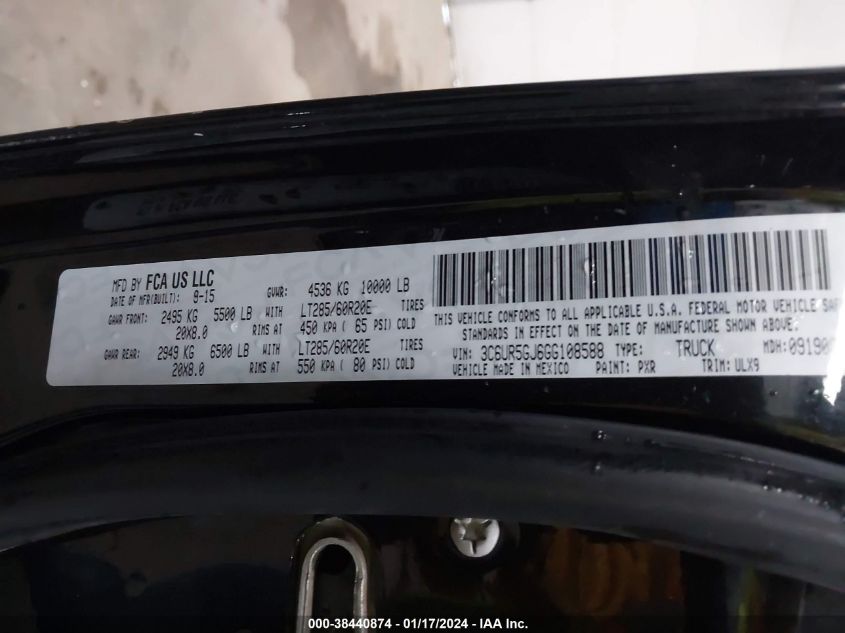 MFD BY FCA US LLC
DATE OF MFR(BUILT): 9-15 GVWR: 4536 KG 10000 LB
GAWR FRONT: 2495 KG 5500 LB WITH LT285/60R20E TIRES
20X8.0 RIMS AT 450 KPA ( 65 PSI) COLD
GAWR REAR: 2949 KG 6500 LB WITH LT285/60R20E TIRES
20X8.0 RIMS AT 550 KPA ( 80 PSI) COLD
THIS VEHICLE CONFORMS TO ALL APPLICABLE U.S.A. FEDERAL MOTOR VEHICLE
STANDARDS IN EFFECT ON THE DATE OF MANUFACTURE SHOWN ABOVE.
VIN: 3C6UR5GJ6GG108588 TYPE: TRUCK MDH:
VEHICLE MADE IN MEXICO PAINT: PXR TRIM: ULX9
000-38440874 - 01/17/2024 - IAA Inc.